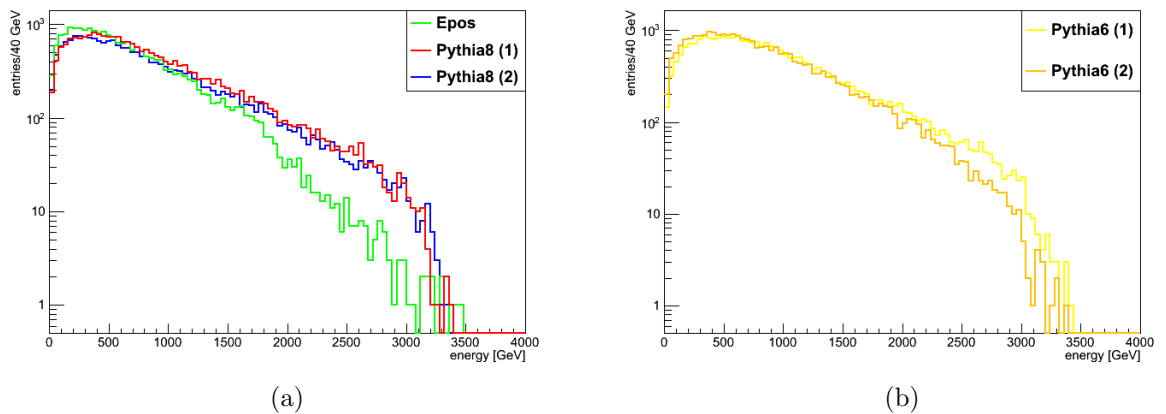 entries/40 GeV
10³
10²
10
1
Epos
Pythia8 (1)
Pythia8 (2)
0 500 1000 1500 2000 2500 3000 3500 4000
energy [GeV]
(a)
entries/40 GeV
10³
10²
10
1
Pythia6 (1)
Pythia6 (2)
0 500 1000 1500 2000 2500 3000 3500 4000
energy [GeV]
(b)